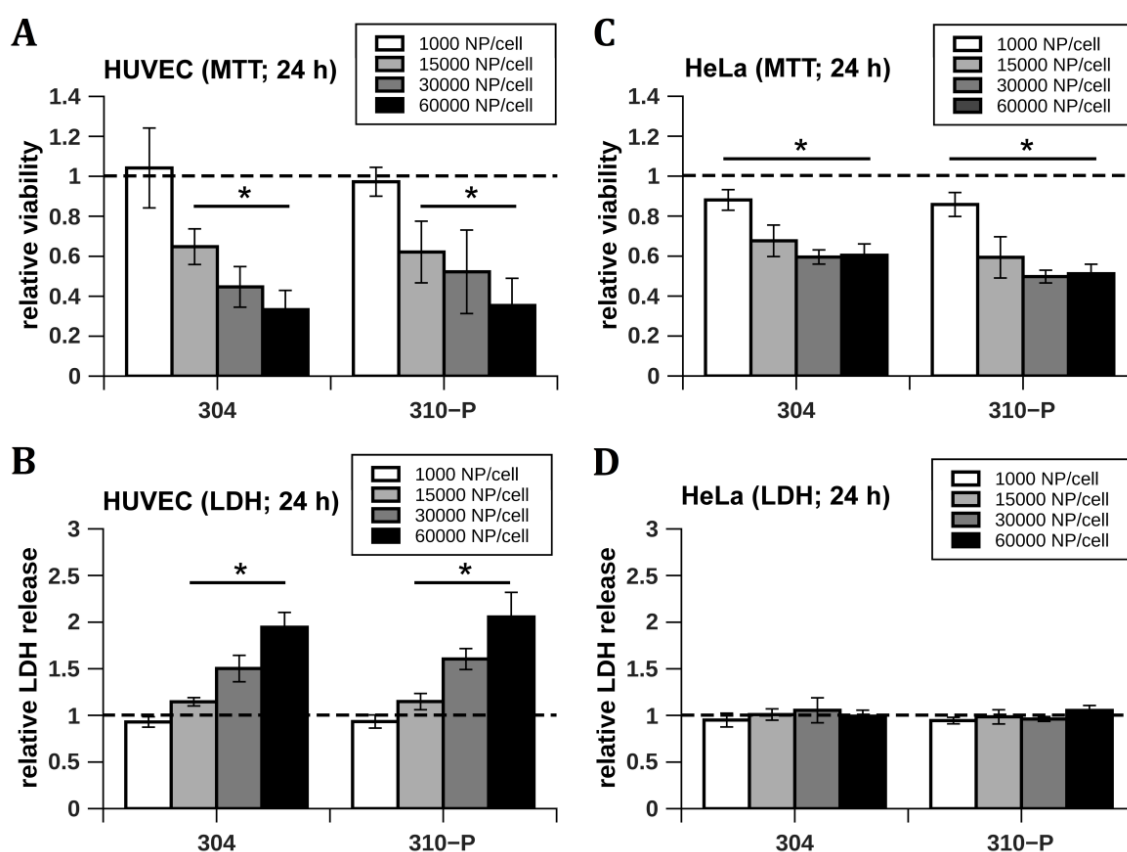 A
HUVEC (MTT; 24 h)
1000 NP/cell
15000 NP/cell
30000 NP/cell
60000 NP/cell
relative viability
1.4
1.2
1
0.8
0.6
0.4
0.2
0
*
*
304
310−P
C
HeLa (MTT; 24 h)
1000 NP/cell
15000 NP/cell
30000 NP/cell
60000 NP/cell
relative viability
1.4
1.2
1
0.8
0.6
0.4
0.2
0
*
*
304
310−P
B
HUVEC (LDH; 24 h)
1000 NP/cell
15000 NP/cell
30000 NP/cell
60000 NP/cell
relative LDH release
3
2.5
2
1.5
1
0.5
0
*
*
304
310−P
D
HeLa (LDH; 24 h)
1000 NP/cell
15000 NP/cell
30000 NP/cell
60000 NP/cell
relative LDH release
3
2.5
2
1.5
1
0.5
0
304
310−P